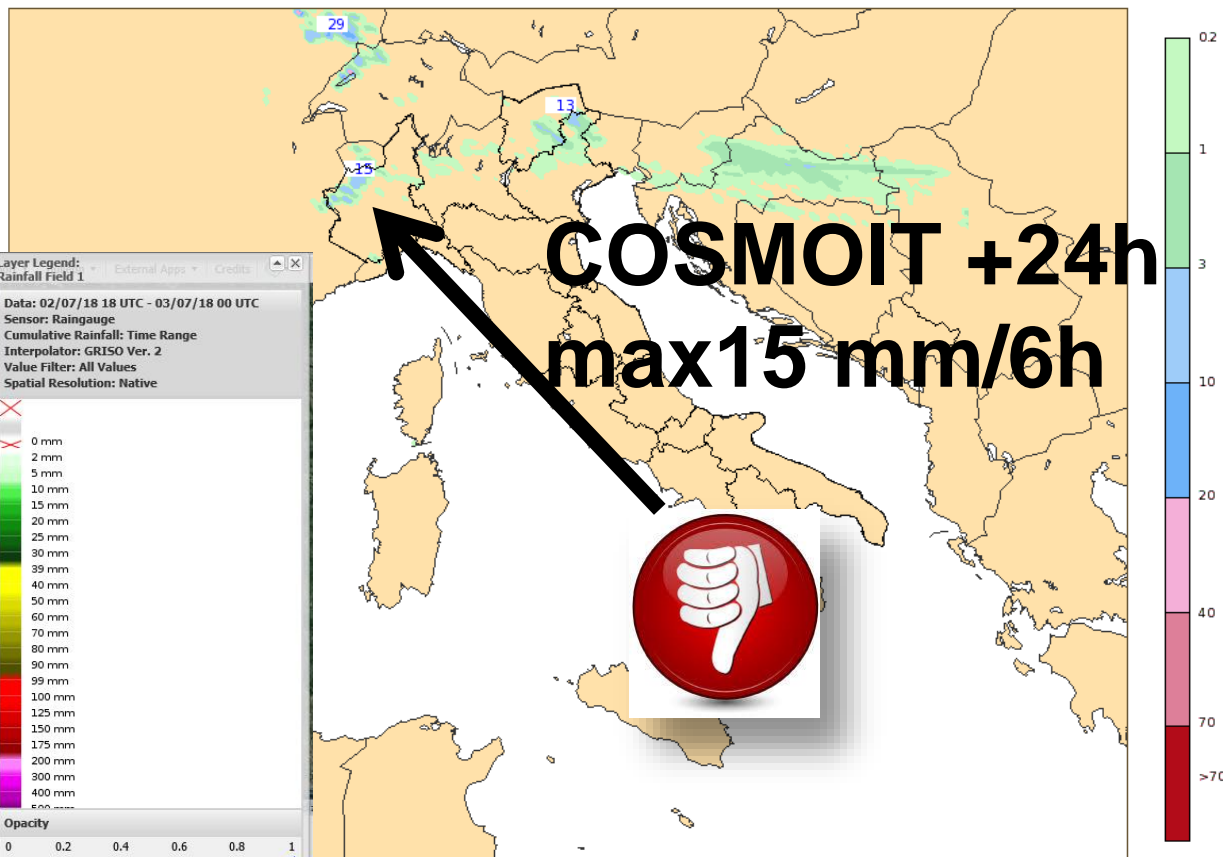 29
13
15
COSMOIT +24h
max15 mm/6h
Layer Legend:
Rainfall Field 1
External Apps
Credits
Data: 02/07/18 18 UTC - 03/07/18 00 UTC
Sensor: Raingauge
Cumulative Rainfall: Time Range
Interpolator: GRISO Ver. 2
Value Filter: All Values
Spatial Resolution: Native
0 mm
2 mm
5 mm
10 mm
15 mm
20 mm
25 mm
30 mm
39 mm
40 mm
50 mm
60 mm
70 mm
80 mm
90 mm
99 mm
100 mm
125 mm
150 mm
175 mm
200 mm
300 mm
400 mm
500 mm
Opacity
0 0.2 0.4 0.6 0.8 1
0.2
1
3
10
20
40
70
>70